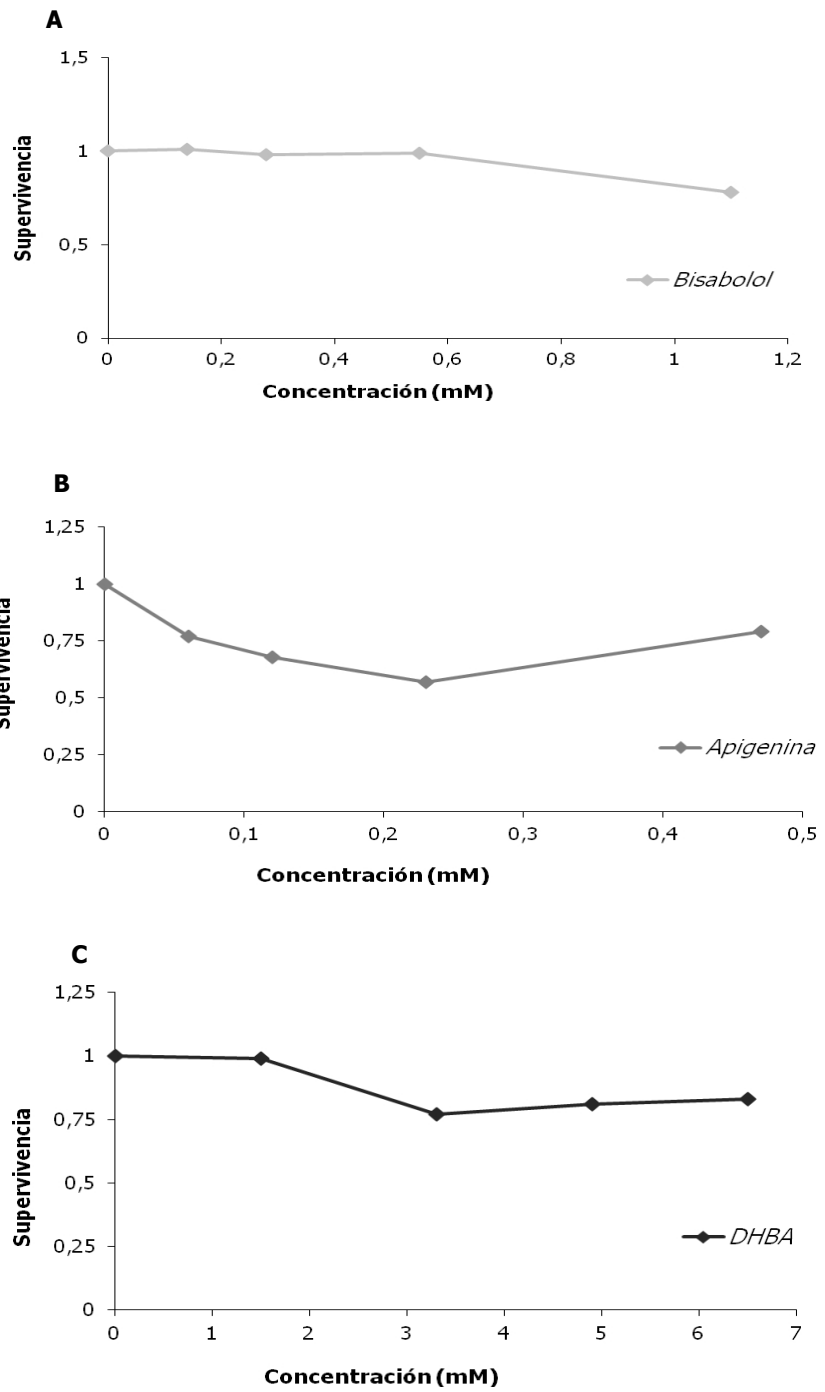 A
1,5
1
0,5
0
Supervivencia
Bisabolol
0 0,2 0,4 0,6 0,8 1 1,2
Concentración (mM)
B
1,25
1
0,75
0,5
0,25
0
Supervivencia
Apigenina
0 0,1 0,2 0,3 0,4 0,5
Concentración (mM)
C
1,25
1
0,75
0,5
0,25
0
Supervivencia
DHBA
0 1 2 3 4 5 6 7
Concentración (mM)